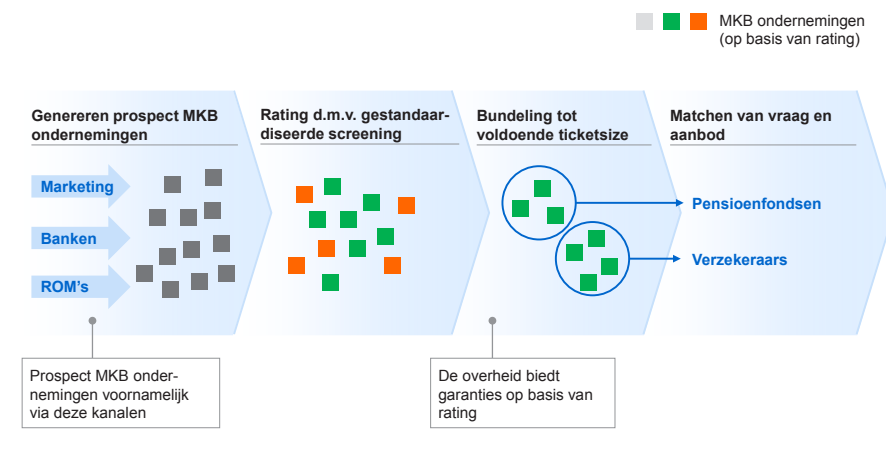 MKB ondernemingen
(op basis van rating)
Genereren prospect MKB
ondernemingen
Rating d.m.v. gestandaar-
diseerde screening
Bundeling tot
voldoende ticketsize
Matchen van vraag en
aanbod
Marketing
Banken
ROM's
Pensioenfondsen
Verzekeraars
Prospect MKB onder-
nemingen voornamelijk
via deze kanalen
De overheid biedt
garanties op basis van
rating